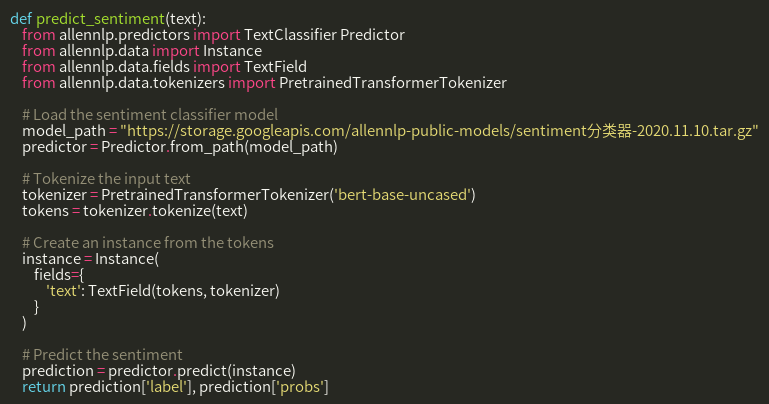 def predict_sentiment(text):
from allennlp.predictors import TextClassifier Predictor
from allennlp.data import Instance
from allennlp.data.fields import TextField
from allennlp.data.tokenizers import PretrainedTransformerTokenizer
# Load the sentiment classifier model
model_path = "https://storage.googleapis.com/allennlp-public-models/sentiment分类器-2020.11.10.tar.gz"
predictor = Predictor.from_path(model_path)
# Tokenize the input text
tokenizer = PretrainedTransformerTokenizer('bert-base-uncased')
tokens = tokenizer.tokenize(text)
# Create an instance from the tokens
instance = Instance(
fields={
'text': TextField(tokens, tokenizer)
}
)
# Predict the sentiment
prediction = predictor.predict(instance)
return prediction['label'], prediction['probs']